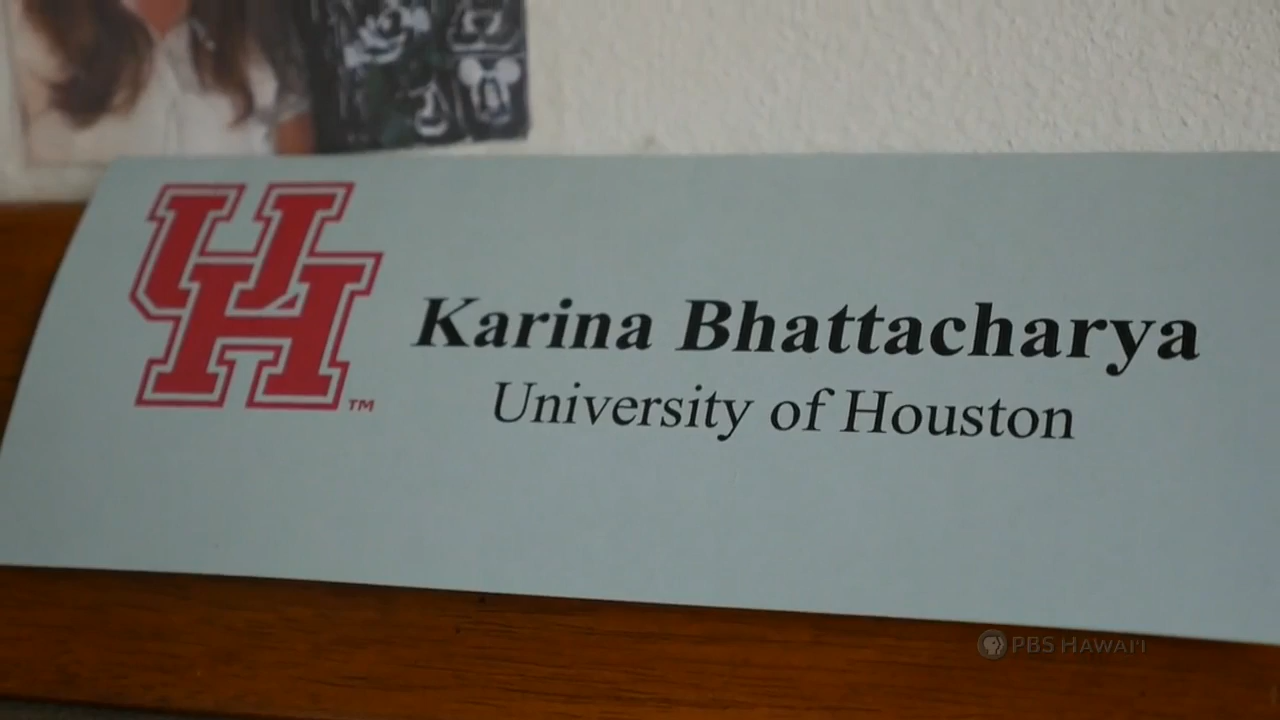 UH
TM
Karina Bhattacharya
University of Houston
PBS HAWAI'I